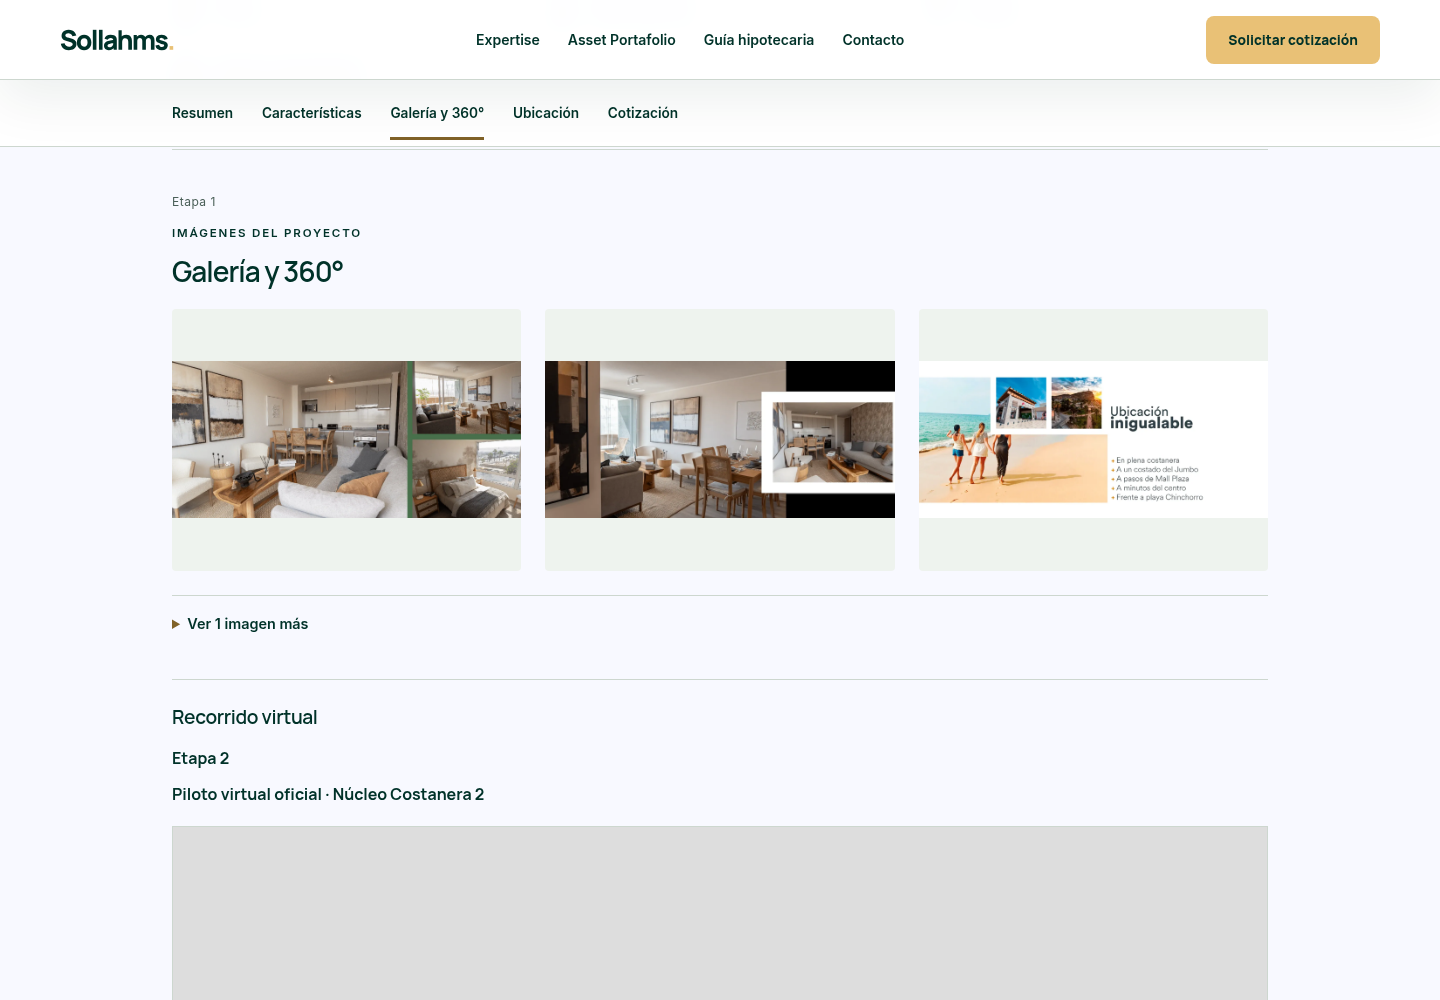 Sollahms.
Expertise
Asset Portafolio
Guía hipotecaria
Contacto
Solicitar cotización
Resumen
Características
Galería y 360°
Ubicación
Cotización
Etapa 1
IMÁGENES DEL PROYECTO
Galería y 360°
Ubicación
inigualable
+ En plena costanera
+ A un costado del Jumbo
+ A pasos de Mall Plaza
+ A minutos del centro
+ Frente a playa Chinchorro
Ver 1 imagen más
Recorrido virtual
Etapa 2
Piloto virtual oficial · Núcleo Costanera 2